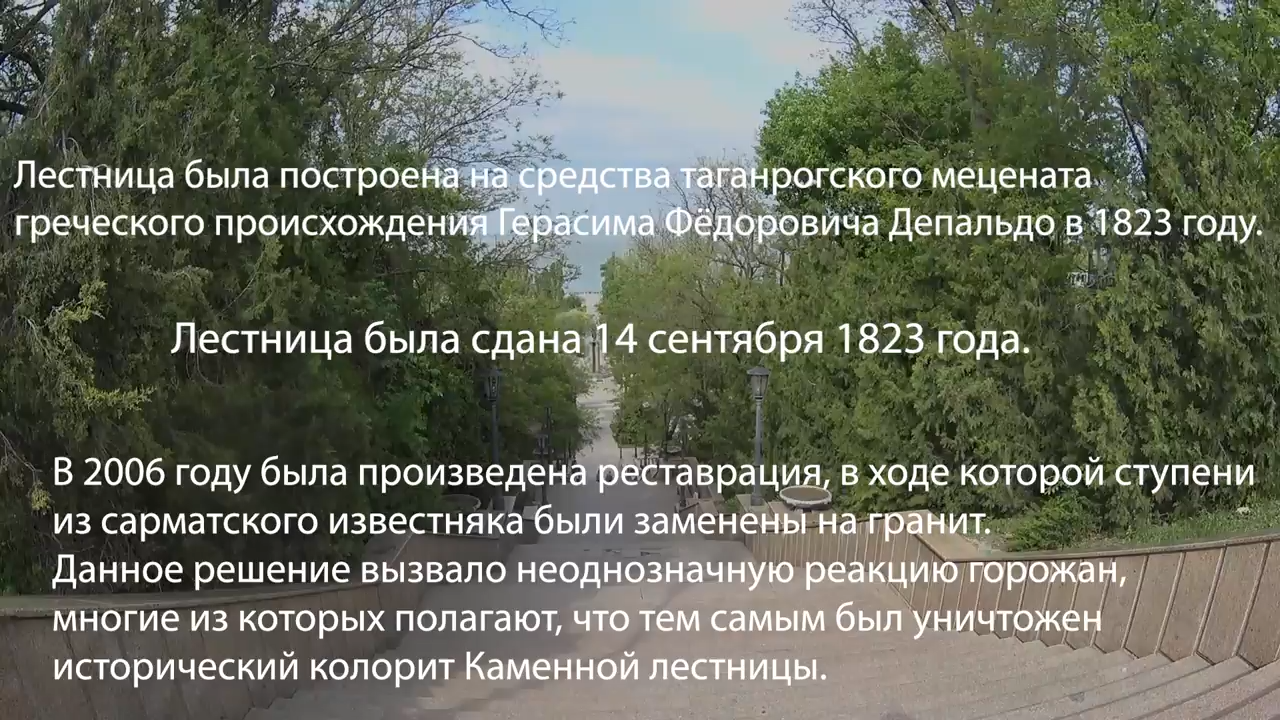 Лестница была построена на средства таганрогского мецената
греческого происхождения Герасима Фёдоровича Депальдо в 1823 году.
Лестница была сдана 14 сентября 1823 года.
В 2006 году была произведена реставрация, в ходе которой ступени
из сарматского известняка были заменены на гранит.
Данное решение вызвало неоднозначную реакцию горожан,
многие из которых полагают, что тем самым был уничтожен
исторический колорит Каменной лестницы.